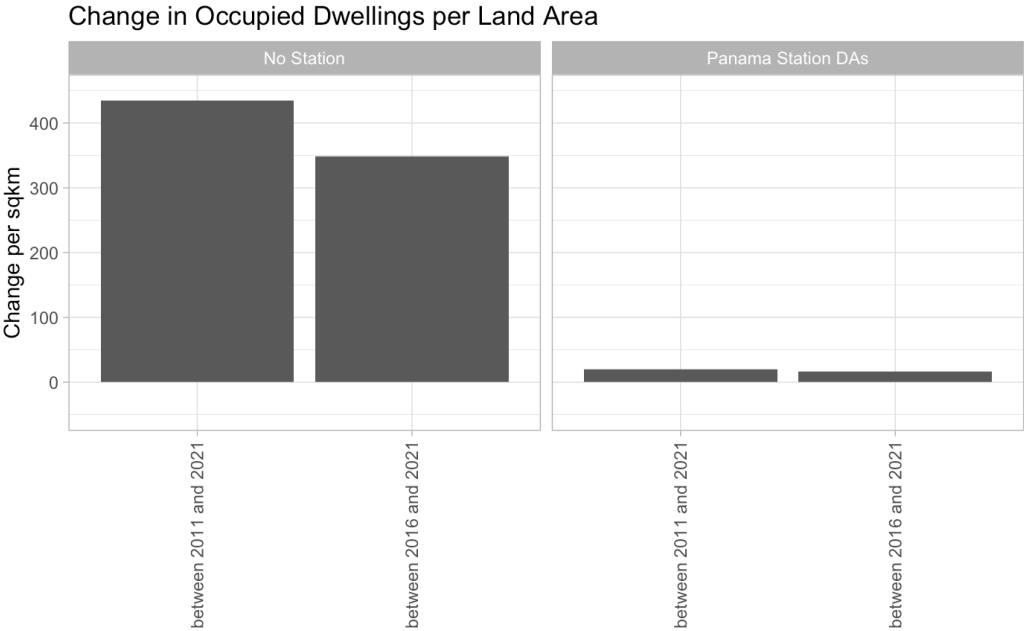 Change in Occupied Dwellings per Land Area
No Station
Panama Station DAs
Change per sqkm
400
300
200
100
0
between 2011 and 2021
between 2016 and 2021
between 2011 and 2021
between 2016 and 2021